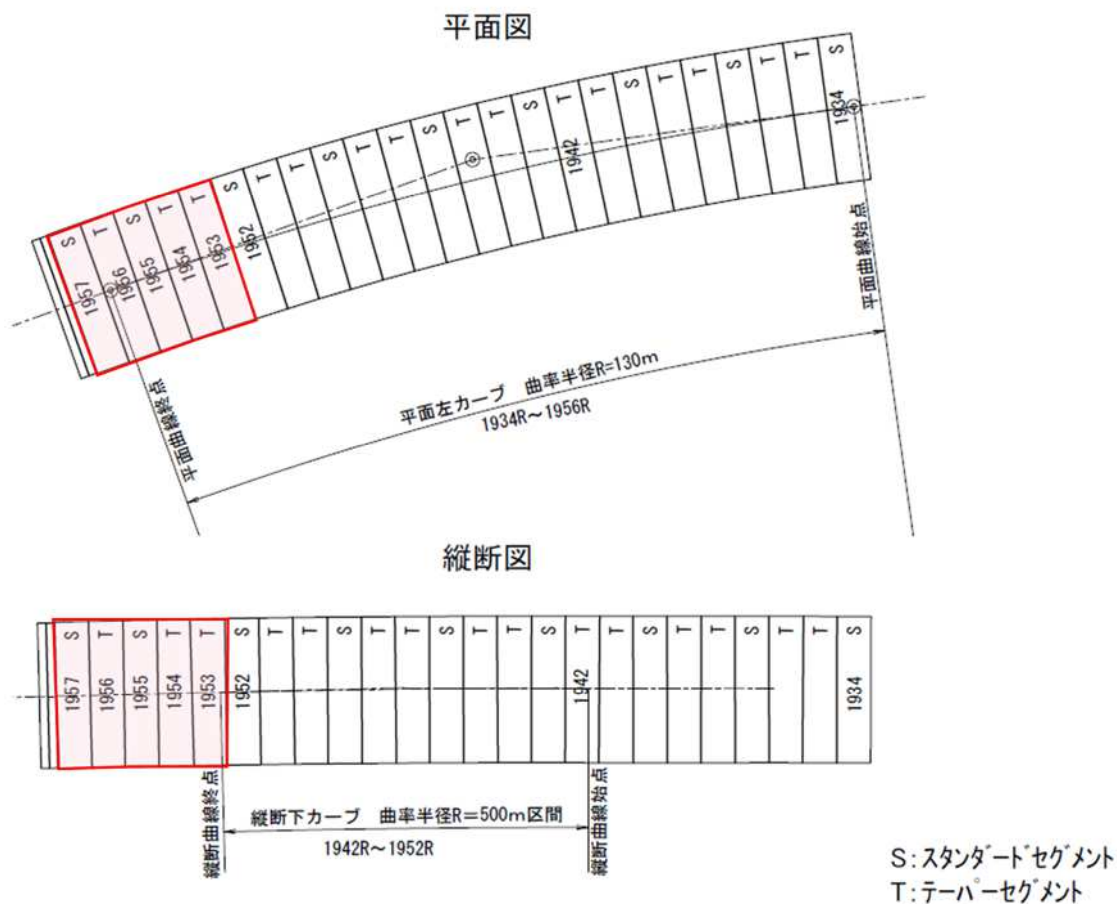 平面図
S T S T T S T T S T T S T T S T T S T T S T T S
1957 1956 1955 1954 1953 1952 1942 1934
平面曲線始点
平面左カーブ 曲率半径R=130m
1934R～1956R
平面曲線終点
縦断図
S T S T T S T T S T T S T T S T T S T T S T T S
1957 1956 1955 1954 1953 1952 1942 1934
縦断曲線終点
縦断下カーブ 曲率半径R=500m区間
1942R～1952R
縦断曲線始点
S:スタンダードセグメント
T:テーパーセグメント